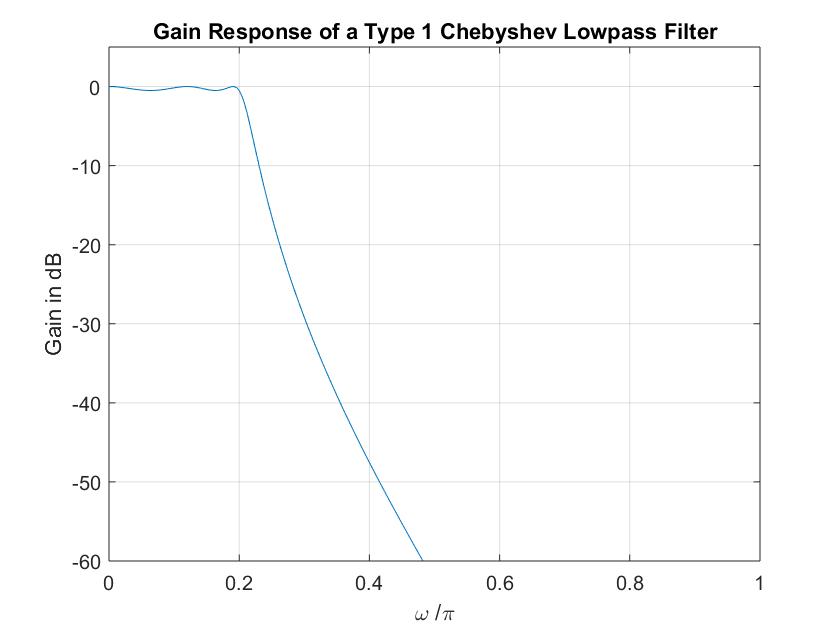 Gain Response of a Type 1 Chebyshev Lowpass Filter
0
-10
-20
-30
-40
-50
-60
Gain in dB
0 0.2 0.4 0.6 0.8 1
ω /π